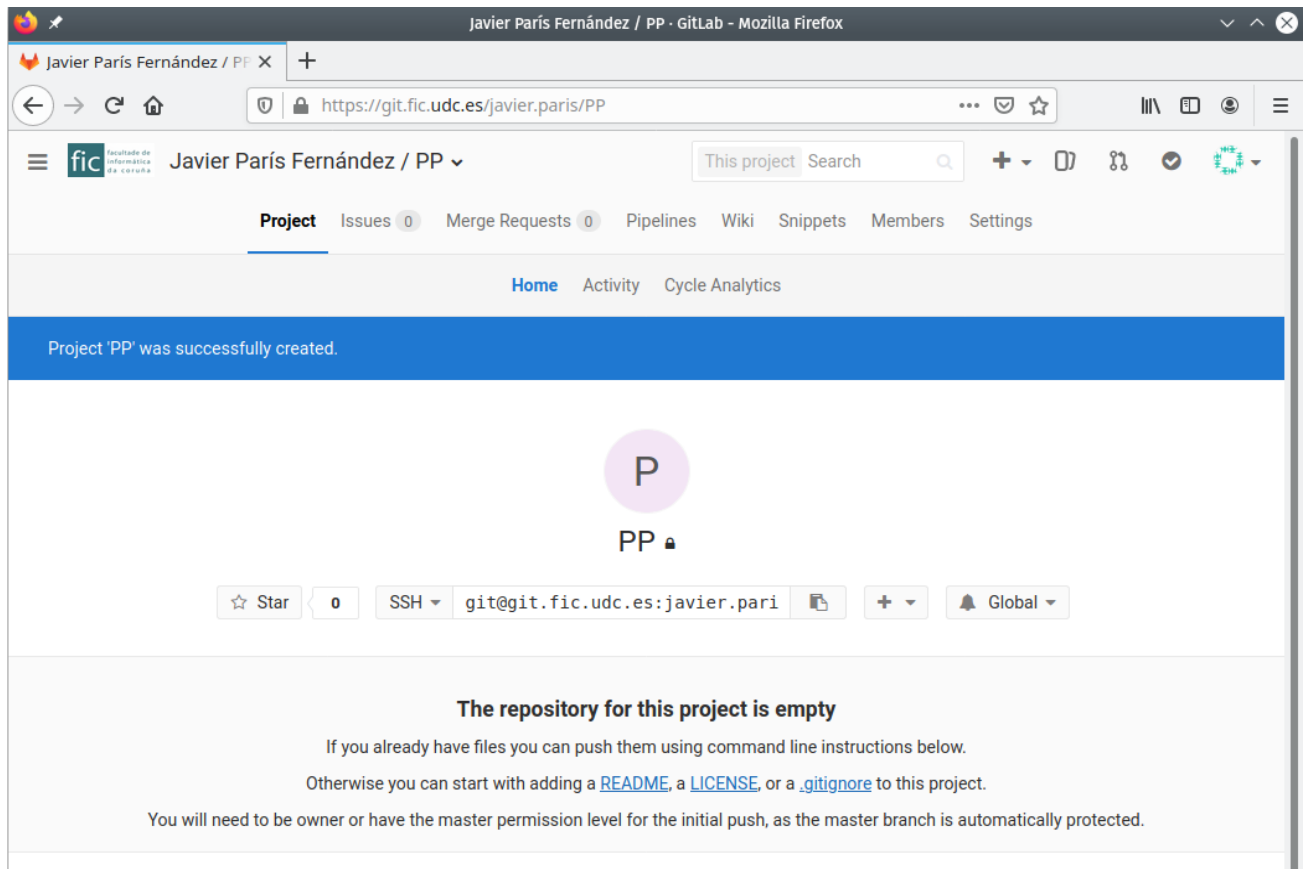 Javier París Fernández / PP · GitLab - Mozilla Firefox
Javier París Fernández / PP
https://git.fic.udc.es/javier.paris/PP
fic facultade de informática da coruña Javier París Fernández / PP This project Search
Project Issues 0 Merge Requests 0 Pipelines Wiki Snippets Members Settings
Home Activity Cycle Analytics
Project 'PP' was successfully created.
P
PP
Star 0 SSH git@git.fic.udc.es:javier.pari Global
The repository for this project is empty
If you already have files you can push them using command line instructions below.
Otherwise you can start with adding a README, a LICENSE, or a .gitignore to this project.
You will need to be owner or have the master permission level for the initial push, as the master branch is automatically protected.